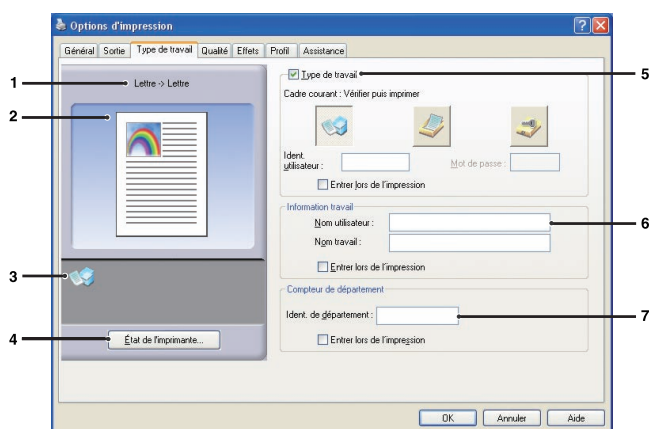 Options d'impression
Général Sortie Type de travail Qualité Effets Profil Assistance
1
Lettre -> Lettre
2
3
4
État de l'imprimante...
Type de travail
5
Cadre courant : Vérifier puis imprimer
Ident.
utilisateur :
Mot de passe :
Entrer lors de l'impression
Information travail
Nom utilisateur :
6
Nom travail :
Entrer lors de l'impression
Compteur de département
Ident. de département :
7
Entrer lors de l'impression
OK Annuler Aide